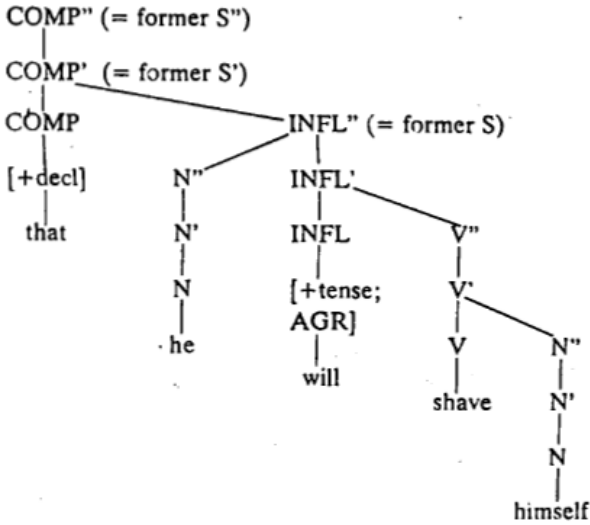 COMP” (= former S”)
COMP’ (= former S’)
COMP INFL” (= former S)
[+decl] N” INFL’
that N’ INFL V”
N [+tense; V’
AGR]
he V N”
will
shave N’
N
himself